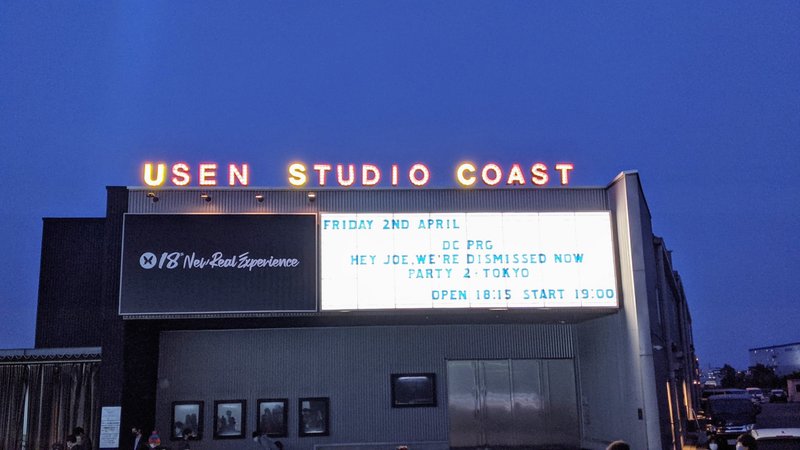 USEN STUDIO COAST
18° New Real Experience
FRIDAY 2ND APRIL
DC PRG
HEY JOE,WE'RE DISMISSED NOW
PARTY 2-TOKYO
OPEN 18:15 START 19:00